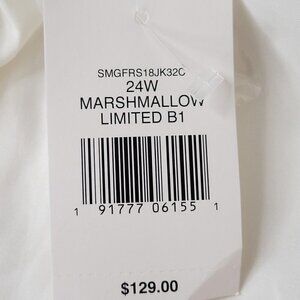 SMGFRS18JK32C
24W
MARSHMALLOW
LIMITED B1
1 91777 06155 1
$129.00